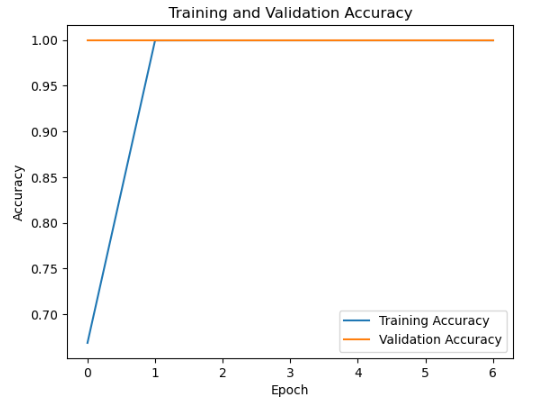 Training and Validation Accuracy
1.00
0.95
0.90
0.85
0.80
0.75
0.70
Accuracy
Training Accuracy
Validation Accuracy
0 1 2 3 4 5 6
Epoch